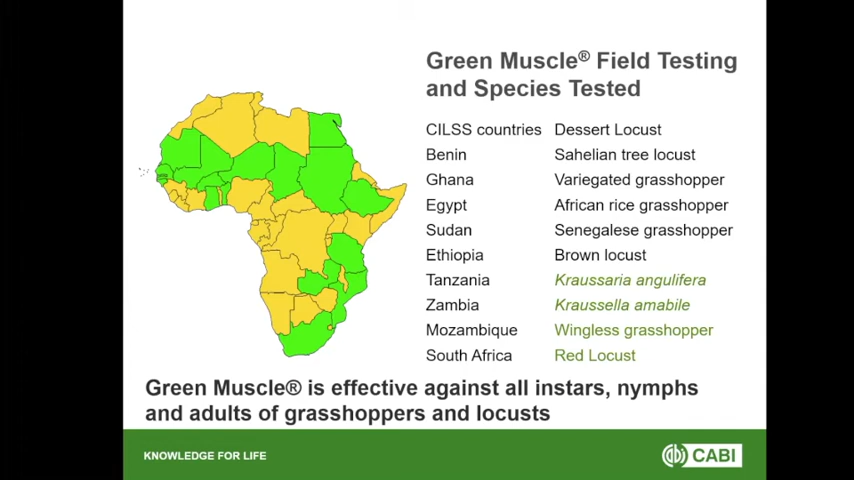 Green Muscle® Field Testing
and Species Tested
CILSS countries Dessert Locust
Benin Sahelian tree locust
Ghana Variegated grasshopper
Egypt African rice grasshopper
Sudan Senegalese grasshopper
Ethiopia Brown locust
Tanzania Kraussaria angulifera
Zambia Kraussella amabile
Mozambique Wingless grasshopper
South Africa Red Locust
Green Muscle® is effective against all instars, nymphs
and adults of grasshoppers and locusts
KNOWLEDGE FOR LIFE
CABI